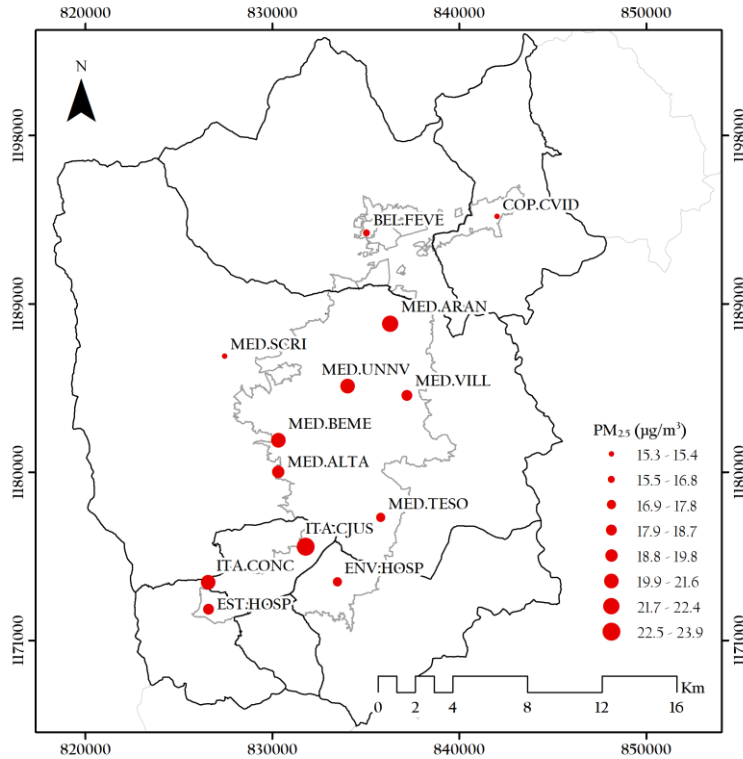 820000 830000 840000 850000
N
1198000 1198000
COP.CVID
BEL.FEVE
1189000 1189000
MED.ARAN
MED.SCRI
MED.UNNV
MED.VILL
MED.BEME
MED.ALTA
1180000 1180000
MED.TESO
ITA.CJUS
ITA.CONC
ENV.HOSP
EST.HOSP
1171000 1171000
PM2.5 (µg/m³)
15.3 - 15.4
15.5 - 16.8
16.9 - 17.8
17.9 - 18.7
18.8 - 19.8
19.9 - 21.6
21.7 - 22.4
22.5 - 23.9
Km
0 2 4 8 12 16
820000 830000 840000 850000